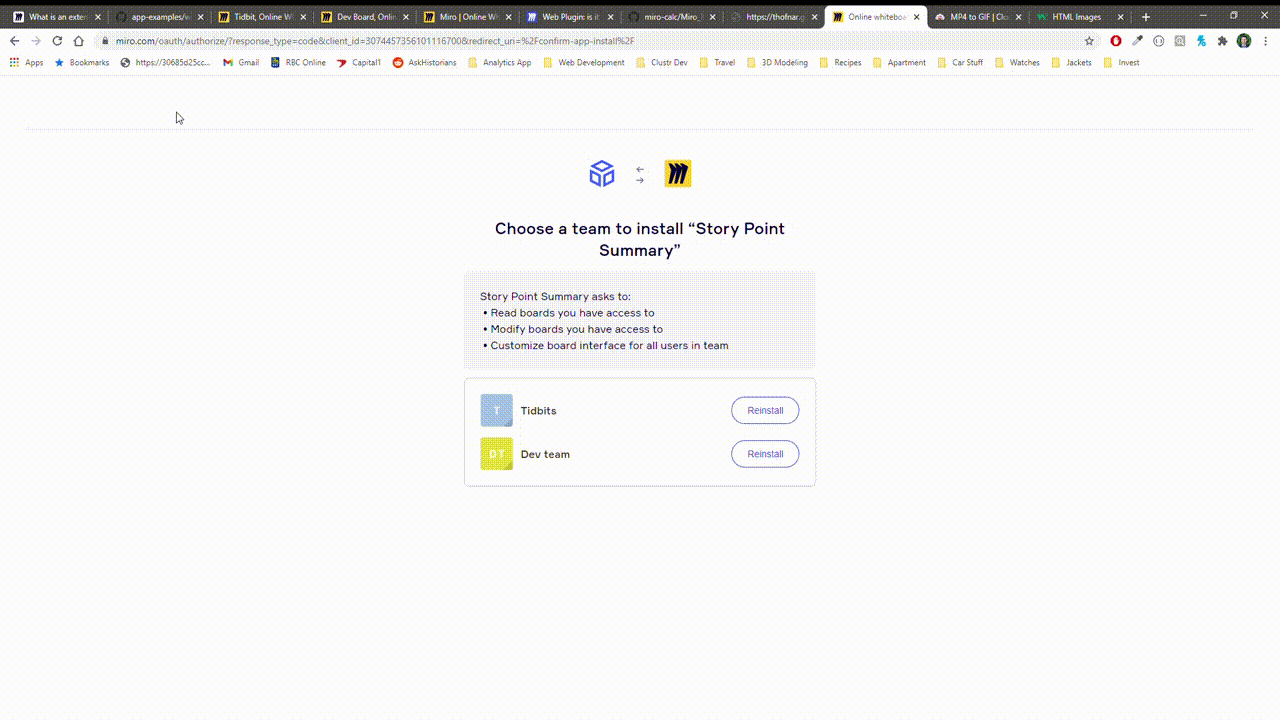 What is an exter
app-examples/w
Tidbit, Online Wh
Dev Board, Onlin
Miro | Online Wh
Web Plugin: is it
miro-calc/Miro_
https://thofnar.g
Online whiteboa
MP4 to GIF | Clo
HTML Images
miro.com/oauth/authorize/?response_type=code&client_id=3074457356101116700&redirect_uri=%2Fconfirm-app-install%2F
Apps
Bookmarks
https://30685d25cc...
Gmail
RBC Online
Capital1
AskHistorians
Analytics App
Web Development
Clustr Dev
Travel
3D Modeling
Recipes
Apartment
Car Stuff
Watches
Jackets
Invest
Choose a team to install “Story Point
Summary”
Story Point Summary asks to:
• Read boards you have access to
• Modify boards you have access to
• Customize board interface for all users in team
T
Tidbits
Reinstall
DT
Dev team
Reinstall